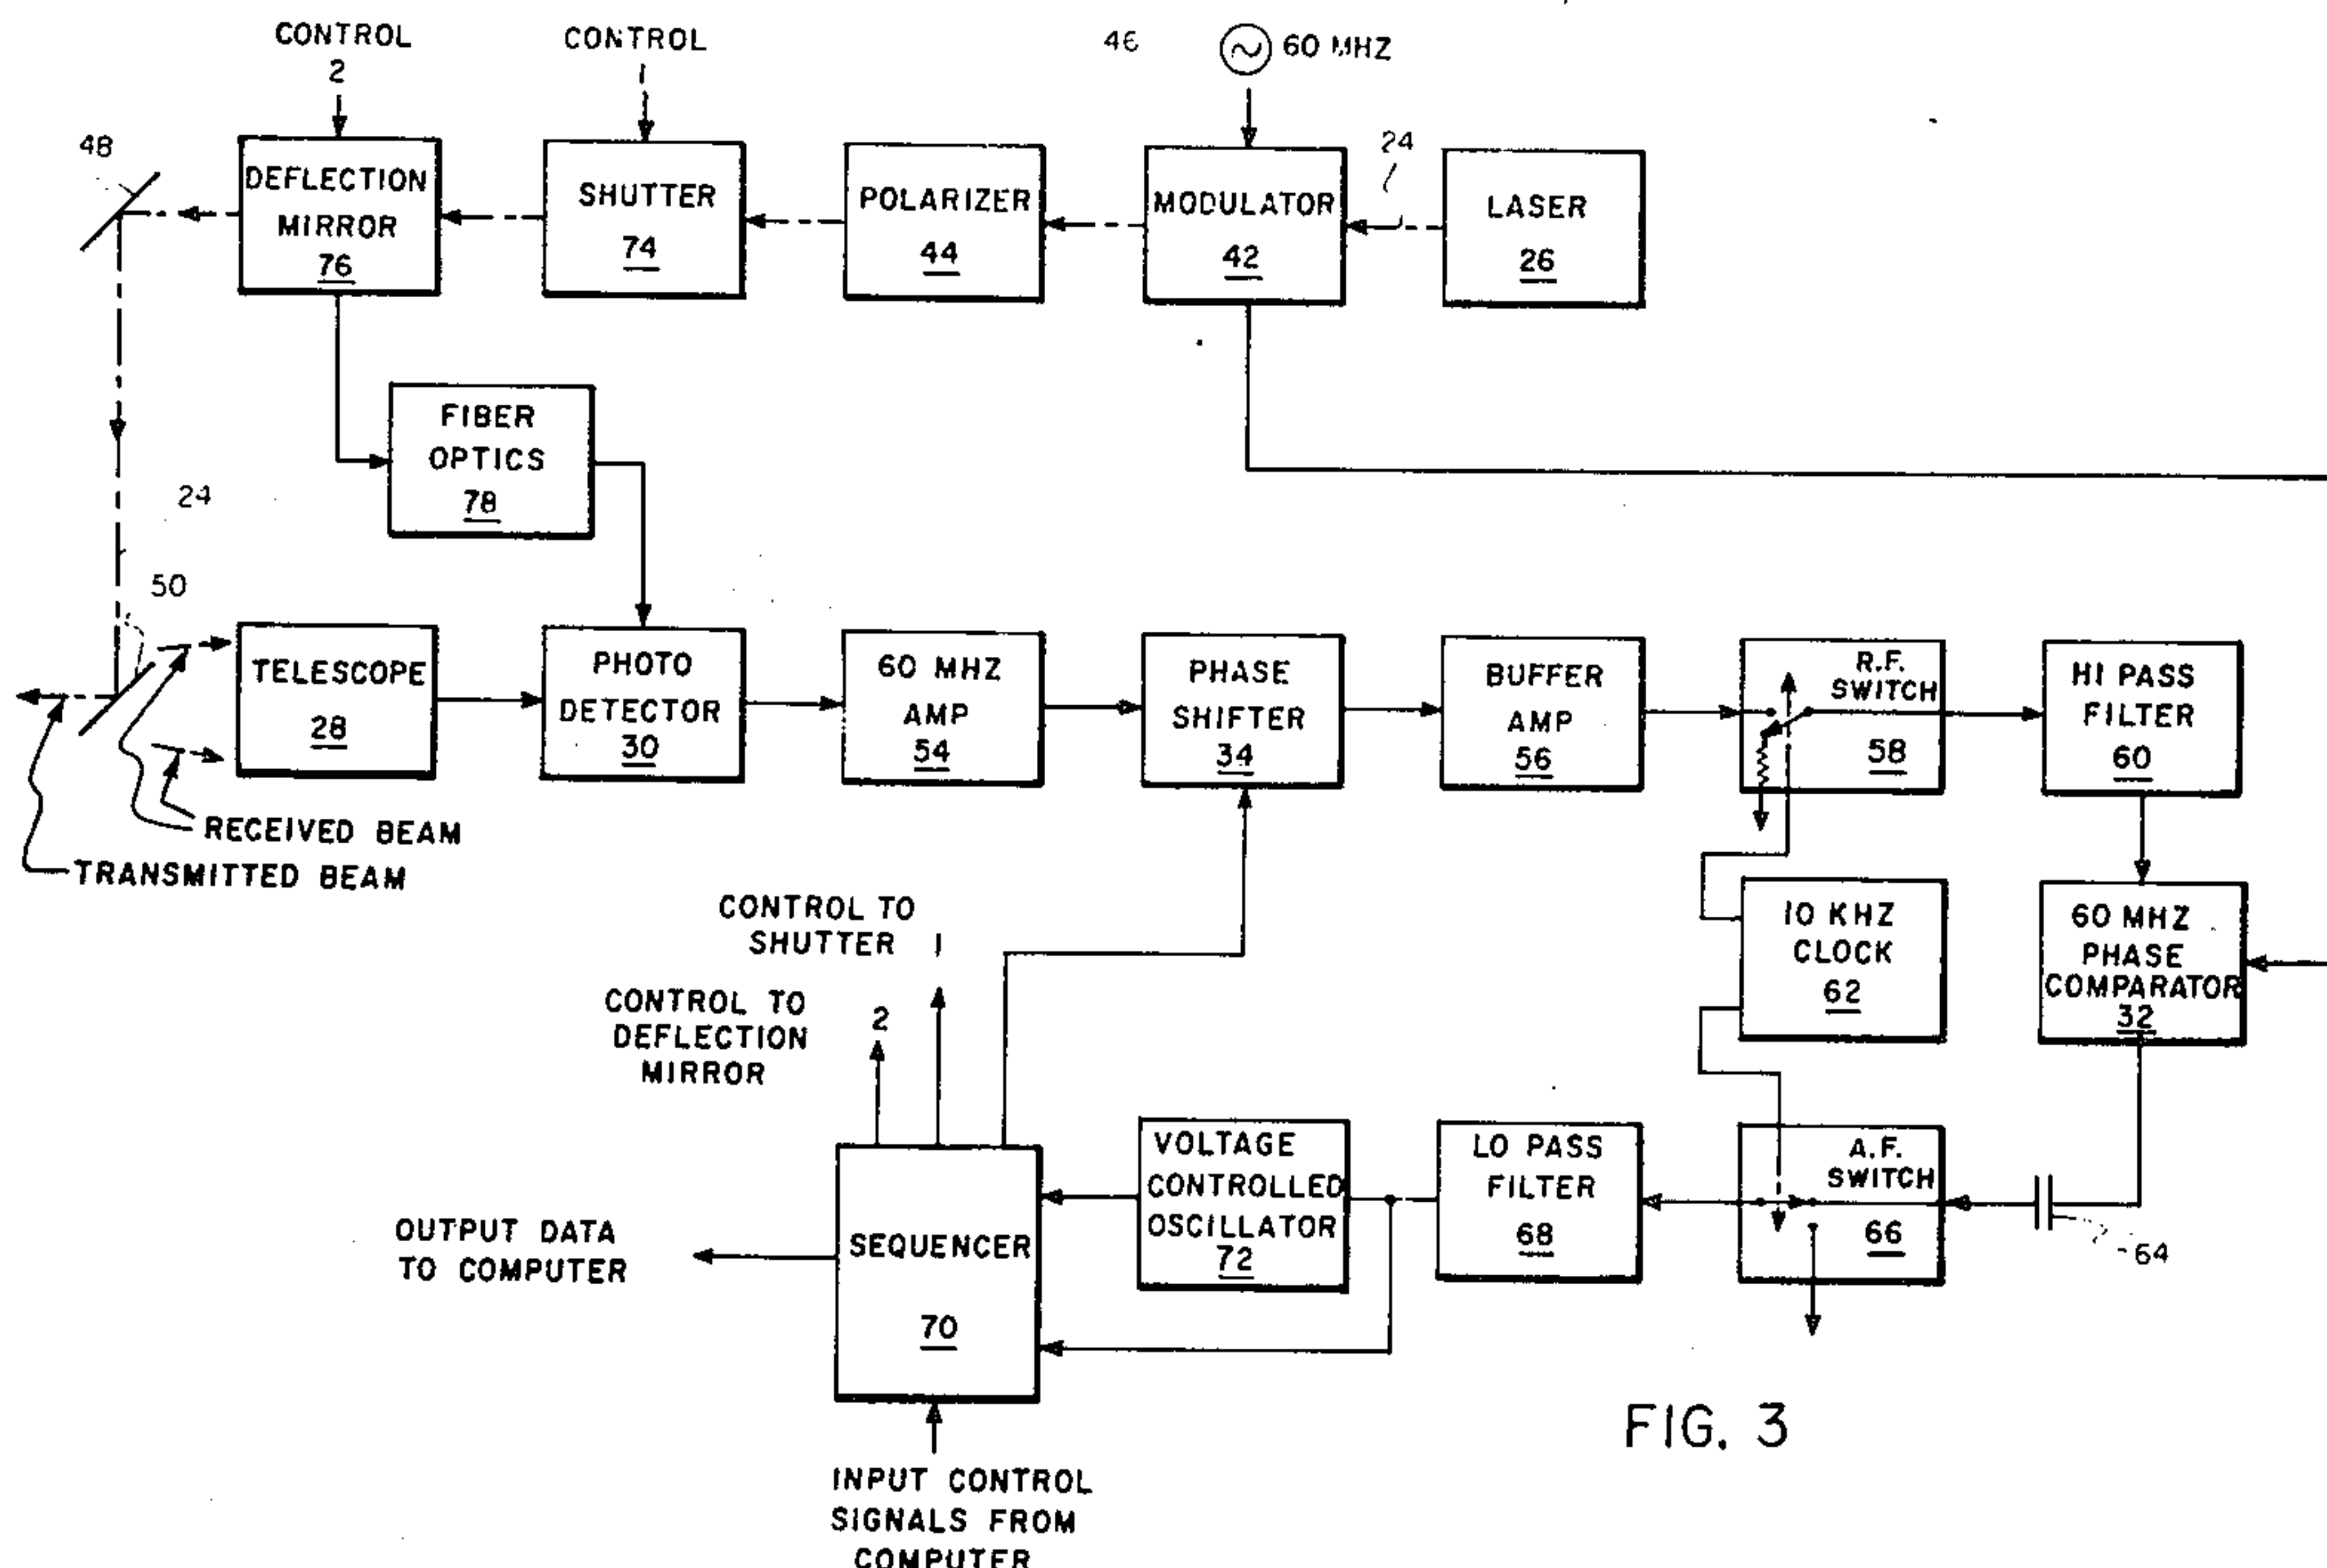 CONTROL
2
CONTROL
1
46
60 MHZ
48
DEFLECTION
MIRROR
76
SHUTTER
74
POLARIZER
44
MODULATOR
42
24
LASER
26
FIBER
OPTICS
78
24
50
TELESCOPE
28
PHOTO
DETECTOR
30
60 MHZ
AMP
54
PHASE
SHIFTER
34
BUFFER
AMP
56
R.F.
SWITCH
58
HI PASS
FILTER
60
RECEIVED BEAM
TRANSMITTED BEAM
CONTROL TO
SHUTTER
1
CONTROL TO
DEFLECTION
MIRROR
2
10 KHZ
CLOCK
62
60 MHZ
PHASE
COMPARATOR
32
OUTPUT DATA
TO COMPUTER
SEQUENCER
70
VOLTAGE
CONTROLLED
OSCILLATOR
72
LO PASS
FILTER
68
A.F.
SWITCH
66
64
INPUT CONTROL
SIGNALS FROM
COMPUTER
FIG. 3